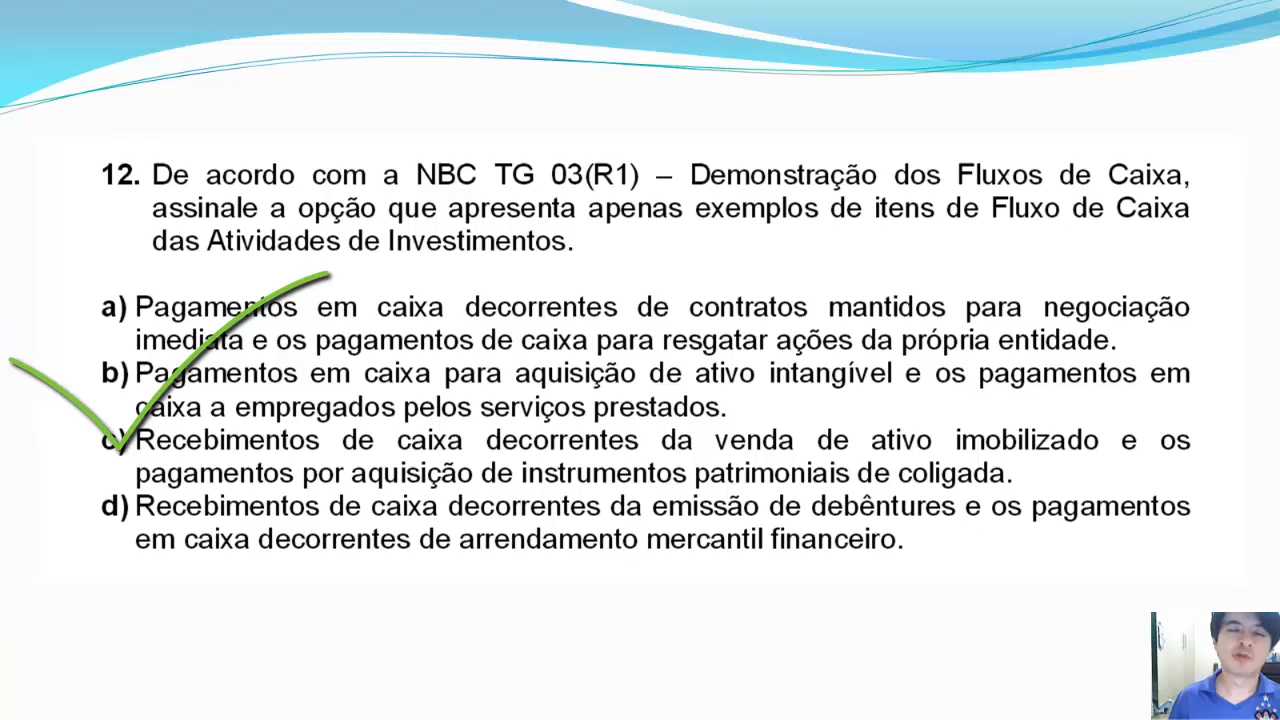 12. De acordo com a NBC TG 03(R1) – Demonstração dos Fluxos de Caixa,
assinale a opção que apresenta apenas exemplos de itens de Fluxo de Caixa
das Atividades de Investimentos.
a) Pagamentos em caixa decorrentes de contratos mantidos para negociação
imediata e os pagamentos de caixa para resgatar ações da própria entidade.
b) Pagamentos em caixa para aquisição de ativo intangível e os pagamentos em
caixa a empregados pelos serviços prestados.
c) Recebimentos de caixa decorrentes da venda de ativo imobilizado e os
pagamentos por aquisição de instrumentos patrimoniais de coligada.
d) Recebimentos de caixa decorrentes da emissão de debêntures e os pagamentos
em caixa decorrentes de arrendamento mercantil financeiro.